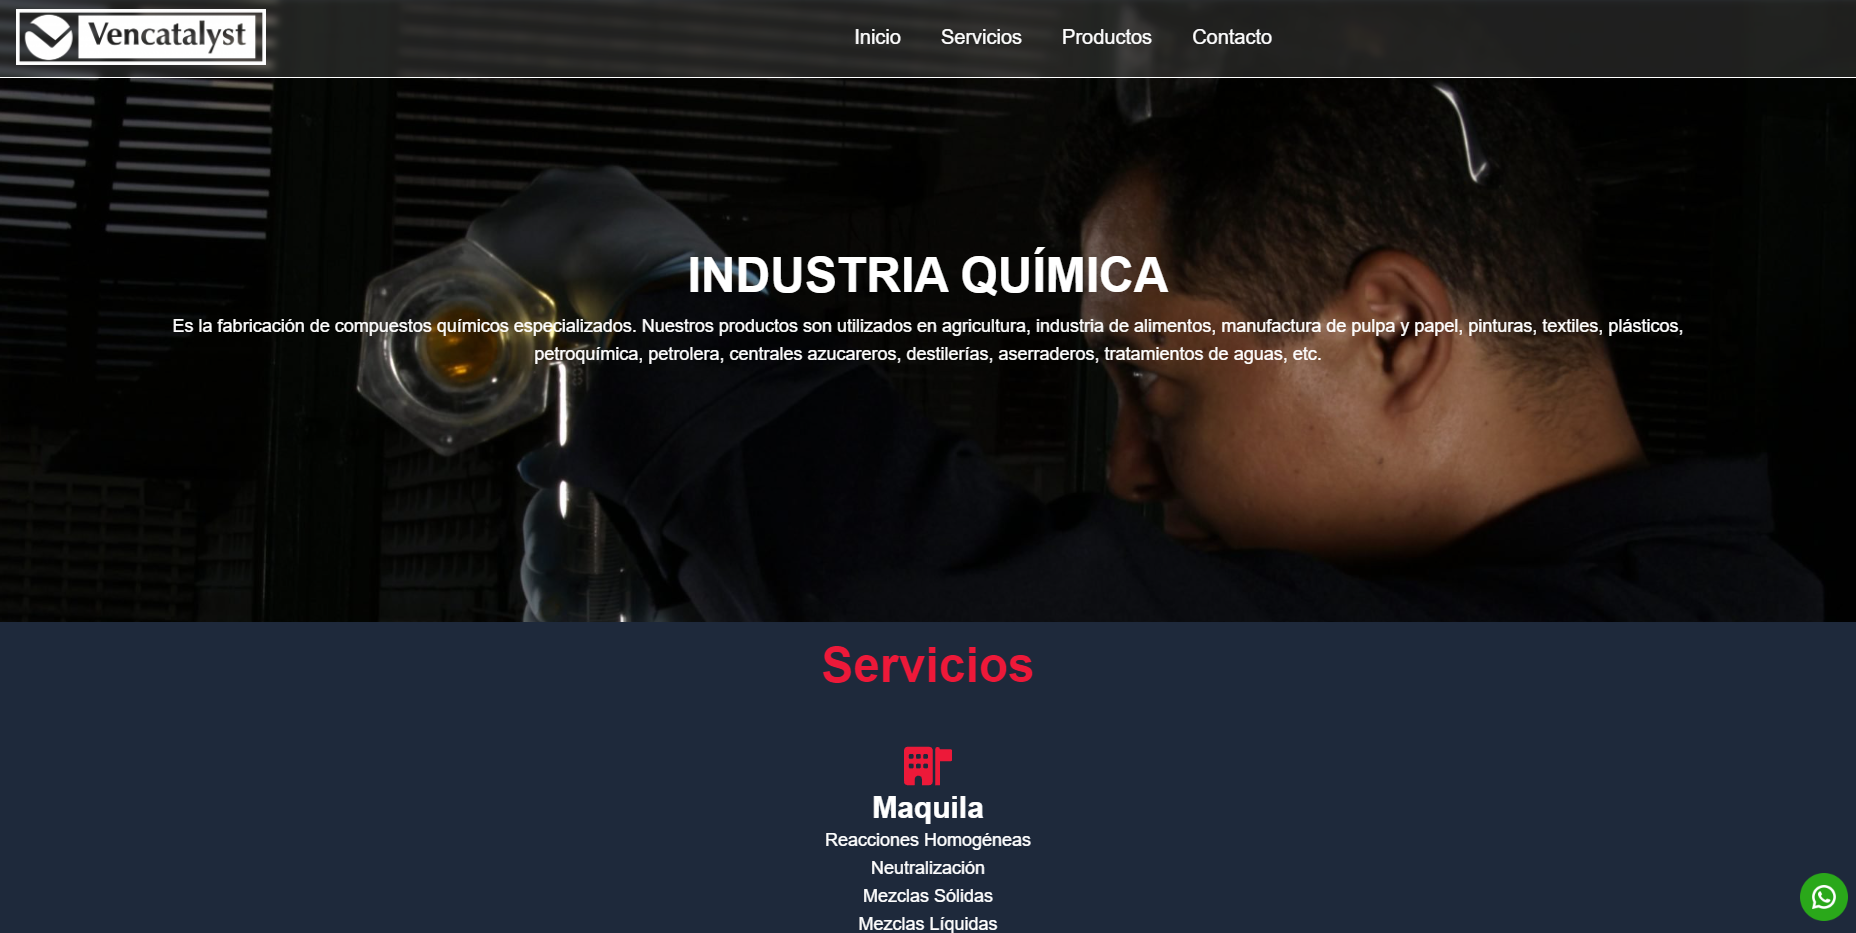 Vencatalyst
Inicio Servicios Productos Contacto
INDUSTRIA QUÍMICA
Es la fabricación de compuestos químicos especializados. Nuestros productos son utilizados en agricultura, industria de alimentos, manufactura de pulpa y papel, pinturas, textiles, plásticos,
petroquímica, petrolera, centrales azucareros, destilerías, aserraderos, tratamientos de aguas, etc.
Servicios
Maquila
Reacciones Homogéneas
Neutralización
Mezclas Sólidas
Mezclas Líquidas